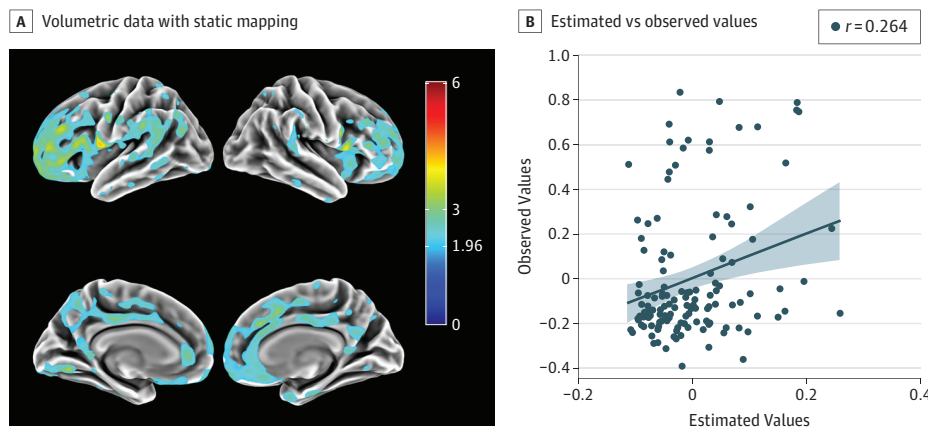 A Volumetric data with static mapping
6
3
1.96
0
B Estimated vs observed values
r=0.264
1.0
0.8
0.6
0.4
0.2
0
−0.2
−0.4
Observed Values
−0.2 0 0.2 0.4
Estimated Values